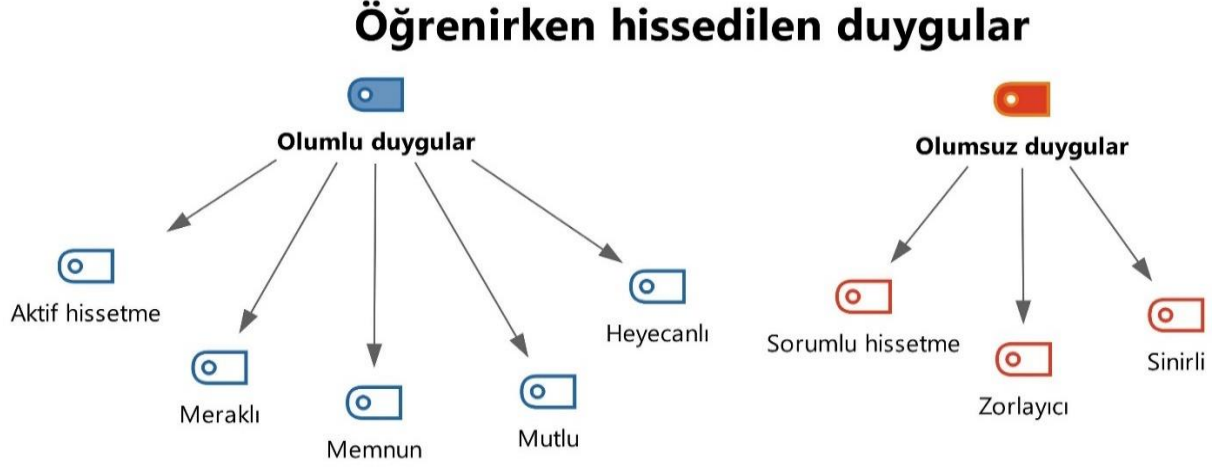 Öğrenirken hissedilen duygular
Olumlu duygular
Olumsuz duygular
Aktif hissetme
Meraklı
Memnun
Mutlu
Heyecanlı
Sorumlu hissetme
Zorlayıcı
Sinirli